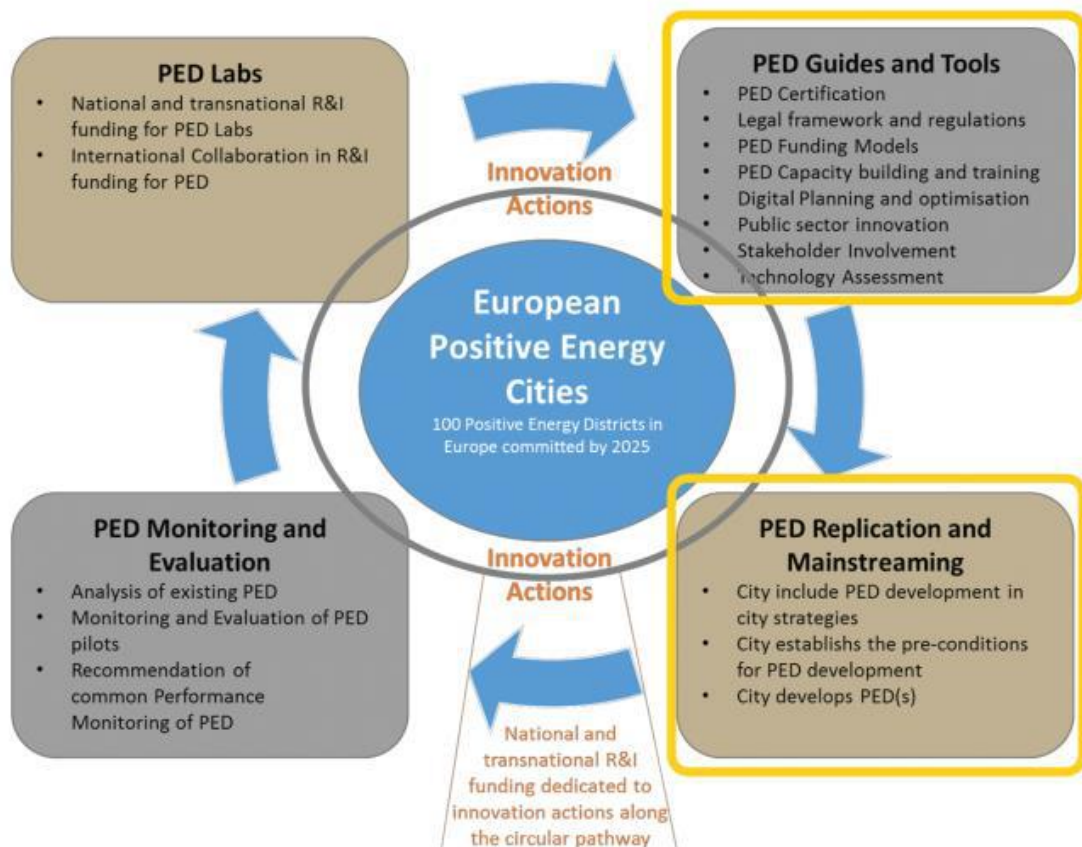 PED Labs
• National and transnational R&I
funding for PED Labs
• International Collaboration in R&I
funding for PED
Innovation
Actions
PED Guides and Tools
• PED Certification
• Legal framework and regulations
• PED Funding Models
• PED Capacity building and training
• Digital Planning and optimisation
• Public sector innovation
• Stakeholder Involvement
• Technology Assessment
European
Positive Energy
Cities
100 Positive Energy Districts in
Europe committed by 2025
PED Monitoring and
Evaluation
• Analysis of existing PED
• Monitoring and Evaluation of PED
pilots
• Recommendation of
common Performance
Monitoring of PED
Innovation
Actions
PED Replication and
Mainstreaming
• City include PED development in
city strategies
• City establishs the pre-conditions
for PED development
• City develops PED(s)
National and
transnational R&I
funding dedicated to
innovation actions along
the circular pathway